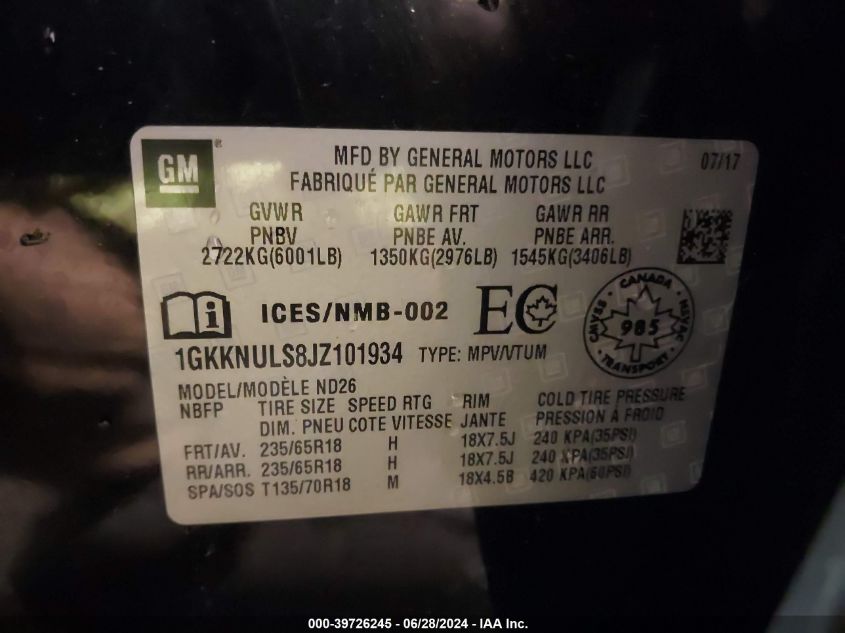 GM
MFD BY GENERAL MOTORS LLC 07/17
FABRIQUÉ PAR GENERAL MOTORS LLC
GVWR GAWR FRT GAWR RR
PNBV PNBE AV. PNBE ARR.
2722KG(6001LB) 1350KG(2976LB) 1545KG(3406LB)
i ICES/NMB-002 EC
CANADA
CMVSS 985 NSVAC
TRANSPORT
1GKKNULS8JZ101934 TYPE: MPV/VTUM
MODEL/MODÈLE ND26
NBFP TIRE SIZE SPEED RTG RIM COLD TIRE PRESSURE
DIM. PNEU COTE VITESSE JANTE PRESSION À FROID
FRT/AV. 235/65R18 H 18X7.5J 240 KPA(35PSI)
RR/ARR. 235/65R18 H 18X7.5J 240 KPA(35PSI)
SPA/SOS T135/70R18 M 18X4.5B 420 KPA(60PSI)
000-39726245 - 06/28/2024 - IAA Inc.